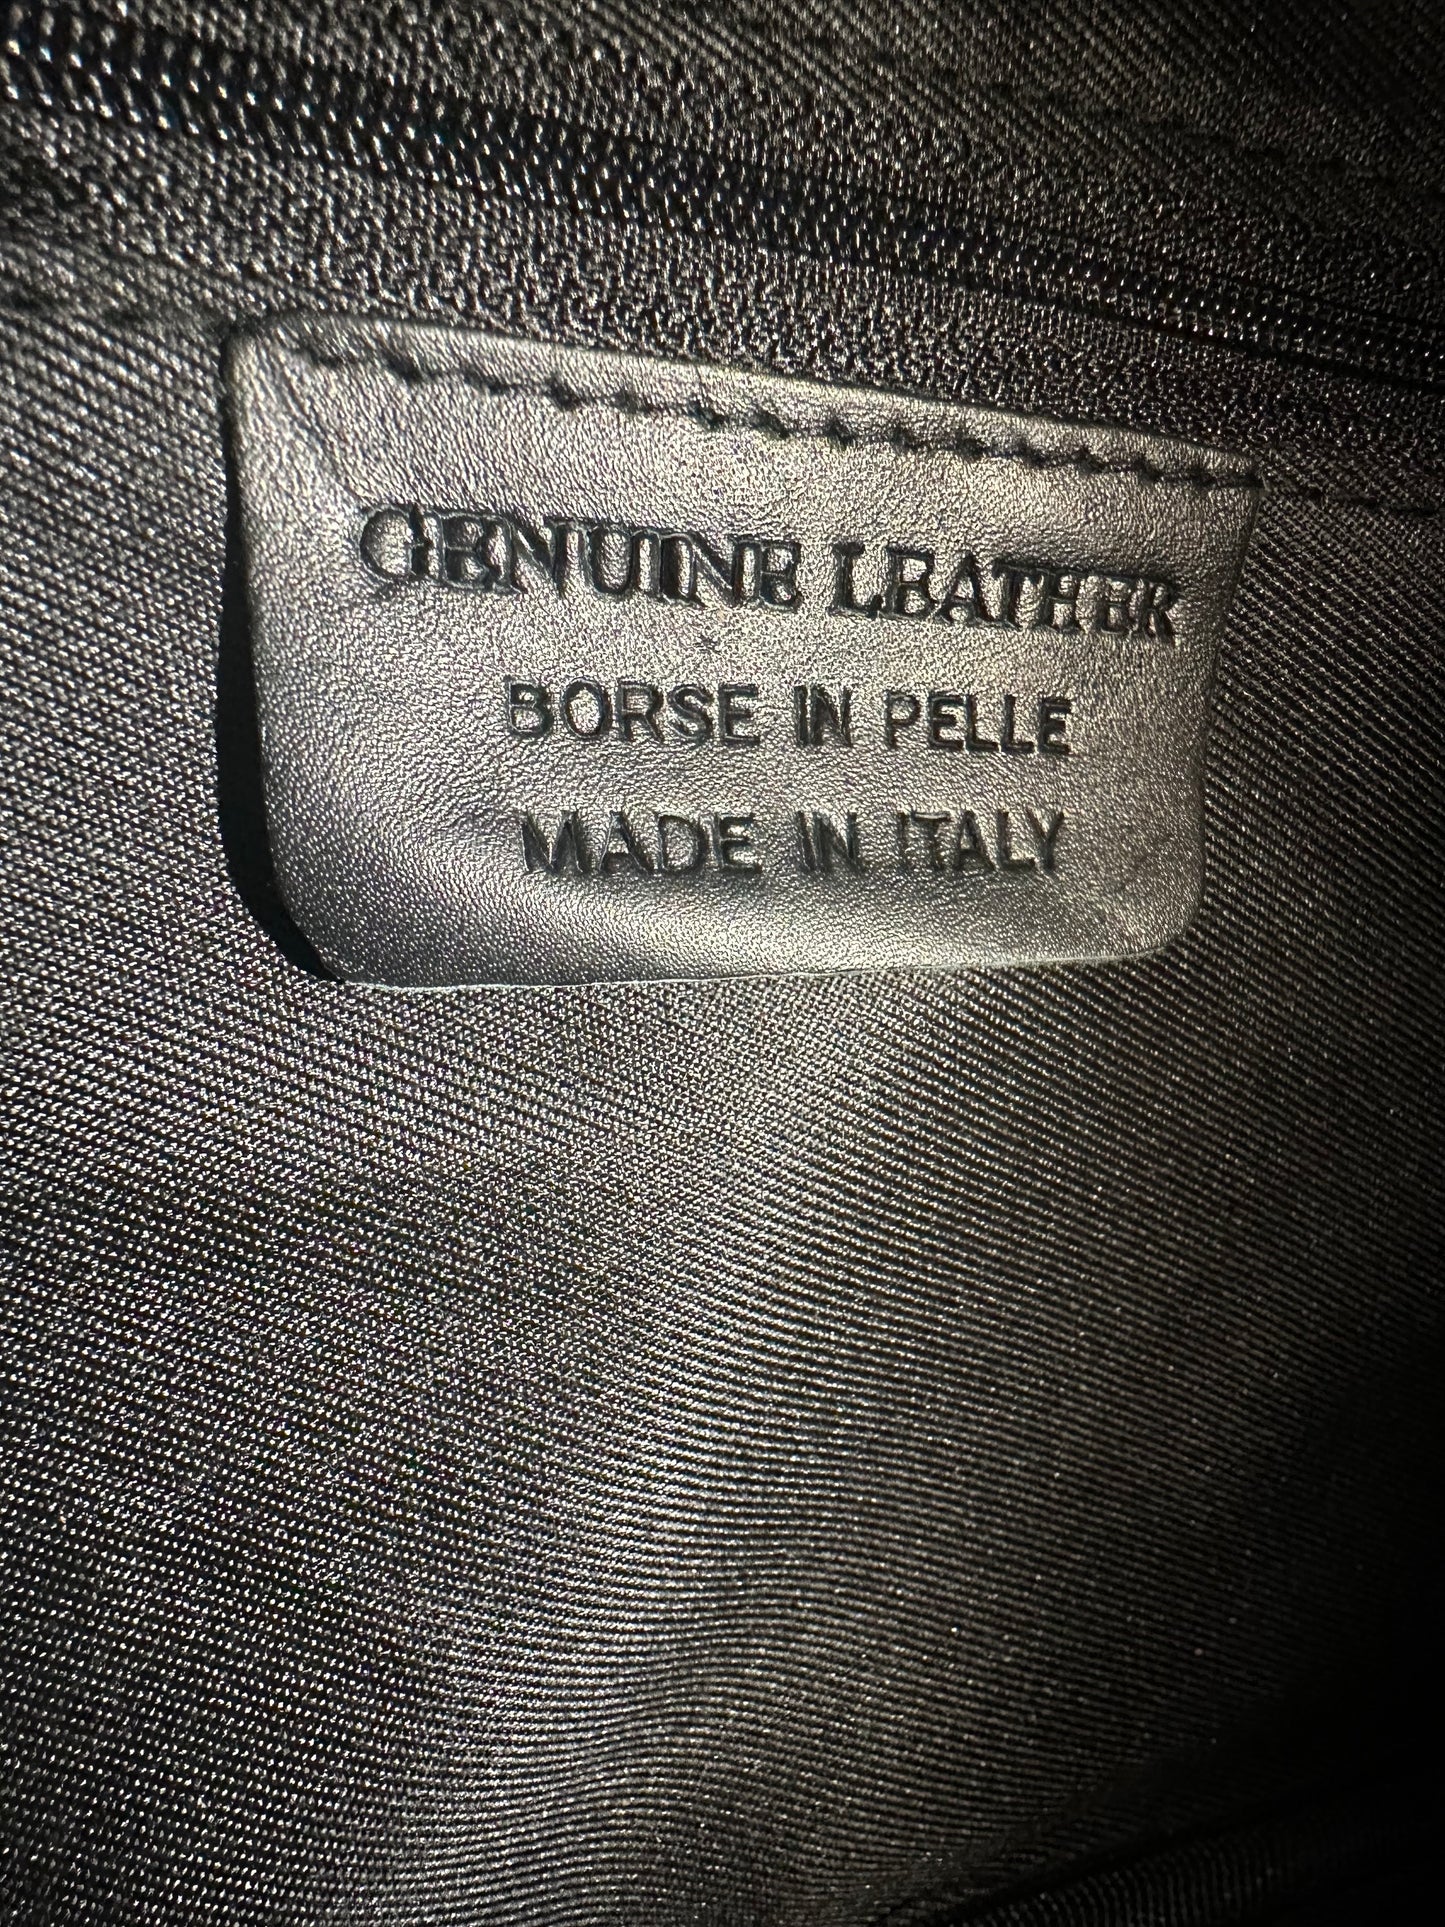 GENUINE LEATHER
BORSE IN PELLE
MADE IN ITALY